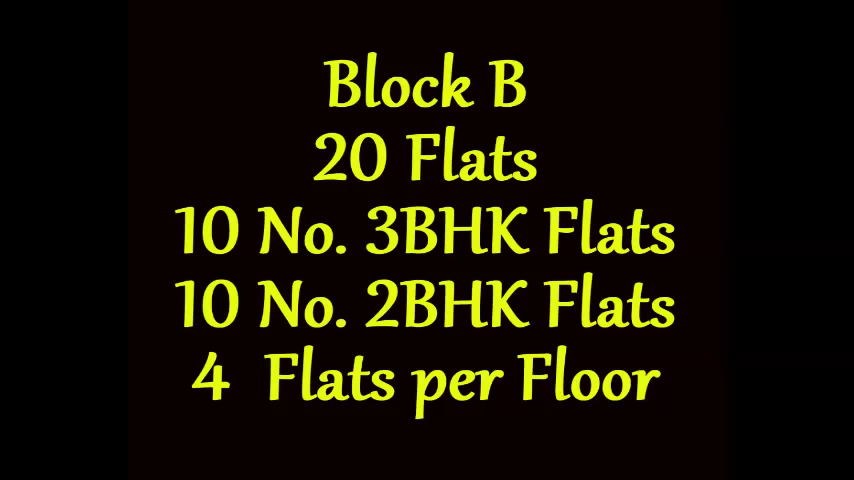 Block B
20 Flats
10 No. 3BHK Flats
10 No. 2BHK Flats
4 Flats per Floor